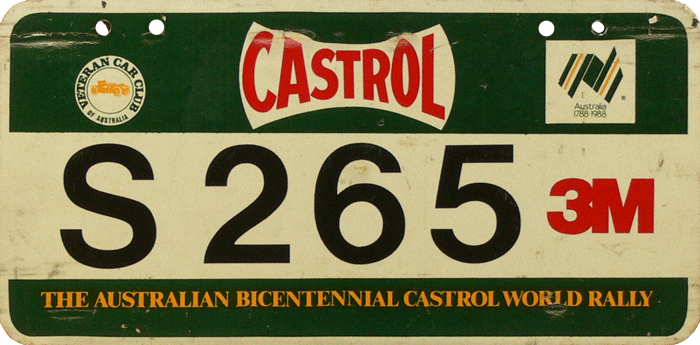 VETERAN CAR CLUB
OF AUSTRALIA
CASTROL
Australia
1788-1988
S 265
3M
THE AUSTRALIAN BICENTENNIAL CASTROL WORLD RALLY